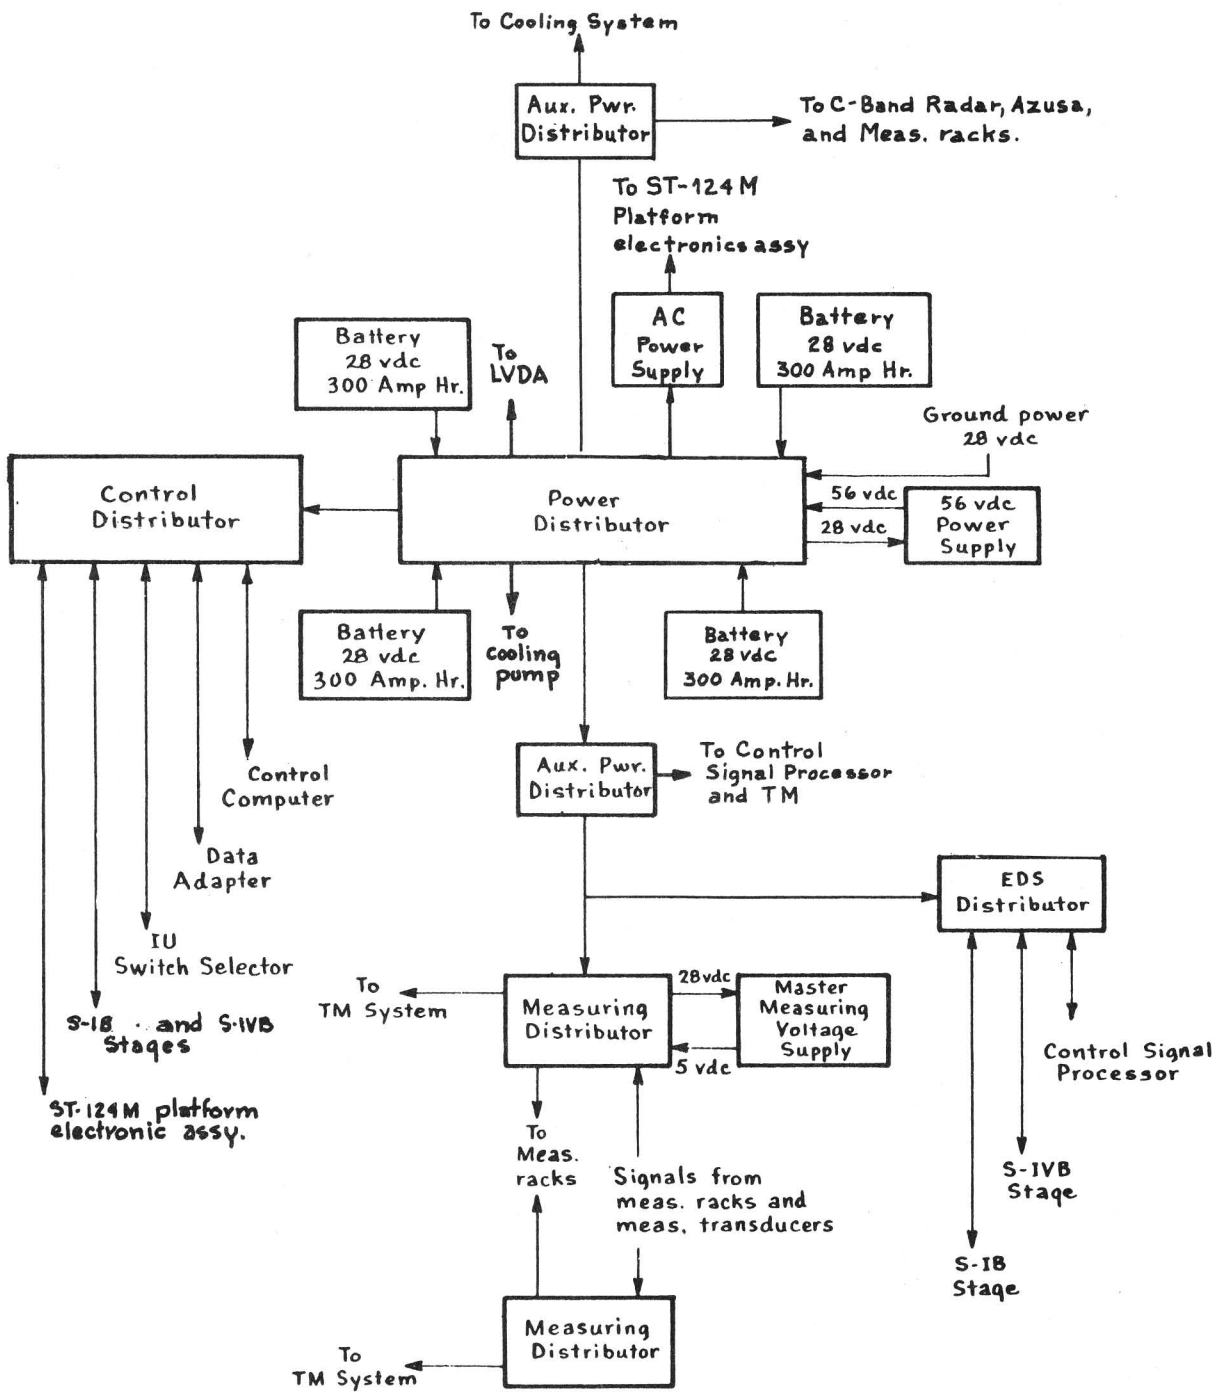 To Cooling System
Aux. Pwr.
Distributor
To C-Band Radar, Azusa,
and Meas. racks.
To ST-124M
Platform
electronics assy
Battery
28 vdc
300 Amp Hr.
To
LVDA
AC
Power
Supply
Battery
28 vdc
300 Amp Hr.
Ground power
28 vdc
Control
Distributor
Power
Distributor
56 vdc
28 vdc
56 vdc
Power
Supply
Battery
28 vdc
300 Amp. Hr.
To
cooling
pump
Battery
28 vdc
300 Amp. Hr.
Aux. Pwr.
Distributor
To Control
Signal Processor
and TM
Control
Computer
Data
Adapter
IU
Switch Selector
S-IB . and S-IVB
Stages
ST-124M platform
electronic assy.
EDS
Distributor
To
TM System
Measuring
Distributor
28vdc
5 vdc
Master
Measuring
Voltage
Supply
Control Signal
Processor
To
Meas.
racks
Signals from
meas. racks and
meas. transducers
S-IVB
Stage
S-IB
Stage
Measuring
Distributor
To
TM System